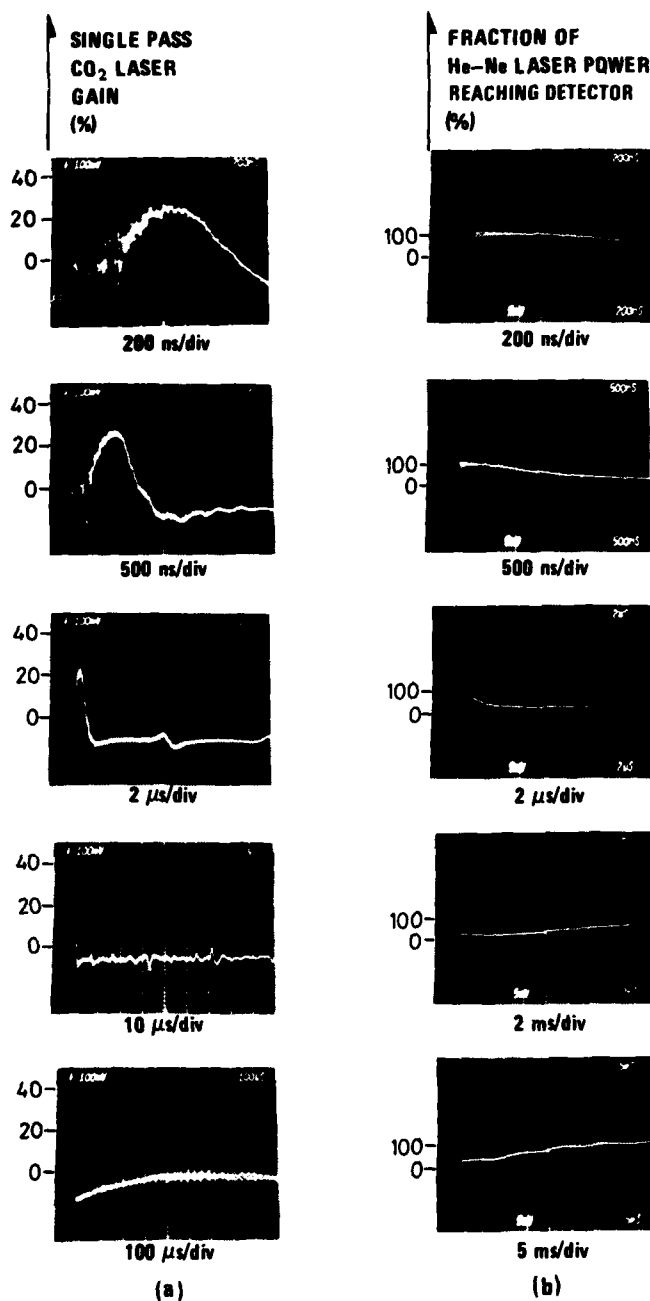 SINGLE PASS
CO₂ LASER
GAIN
(%)
40
20
0
200 ns/div
40
20
0
500 ns/div
40
20
0
2 µs/div
40
20
0
10 µs/div
40
20
0
100 µs/div
(a)
FRACTION OF
He–Ne LASER POWER
REACHING DETECTOR
(%)
100
0
200 ns/div
100
0
500 ns/div
100
0
2 µs/div
100
0
2 ms/div
100
0
5 ms/div
(b)